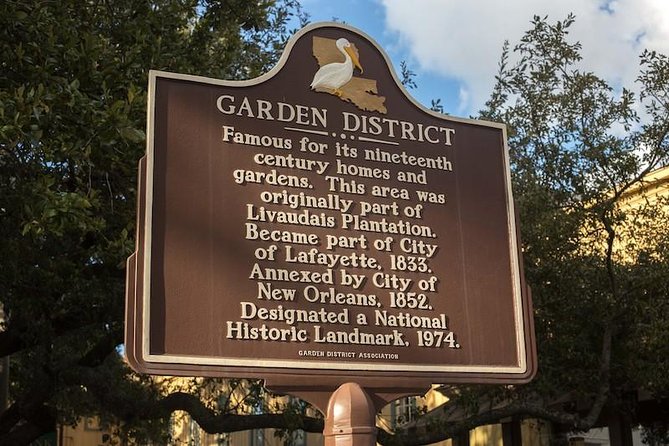 GARDEN DISTRICT
Famous for its nineteenth
century homes and
gardens. This area was
originally part of
Livaudais Plantation.
Became part of City
of Lafayette, 1833.
Annexed by City of
New Orleans, 1852.
Designated a National
Historic Landmark, 1974.
GARDEN DISTRICT ASSOCIATION